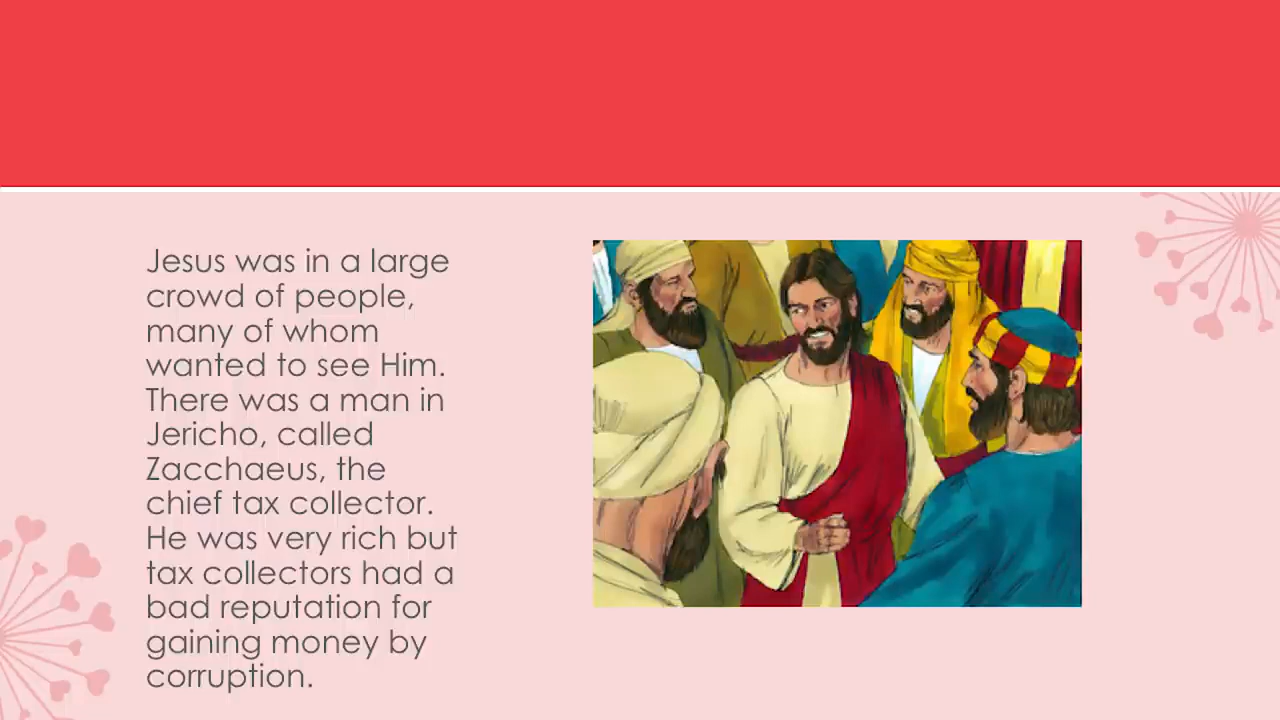 Jesus was in a large
crowd of people,
many of whom
wanted to see Him.
There was a man in
Jericho, called
Zacchaeus, the
chief tax collector.
He was very rich but
tax collectors had a
bad reputation for
gaining money by
corruption.